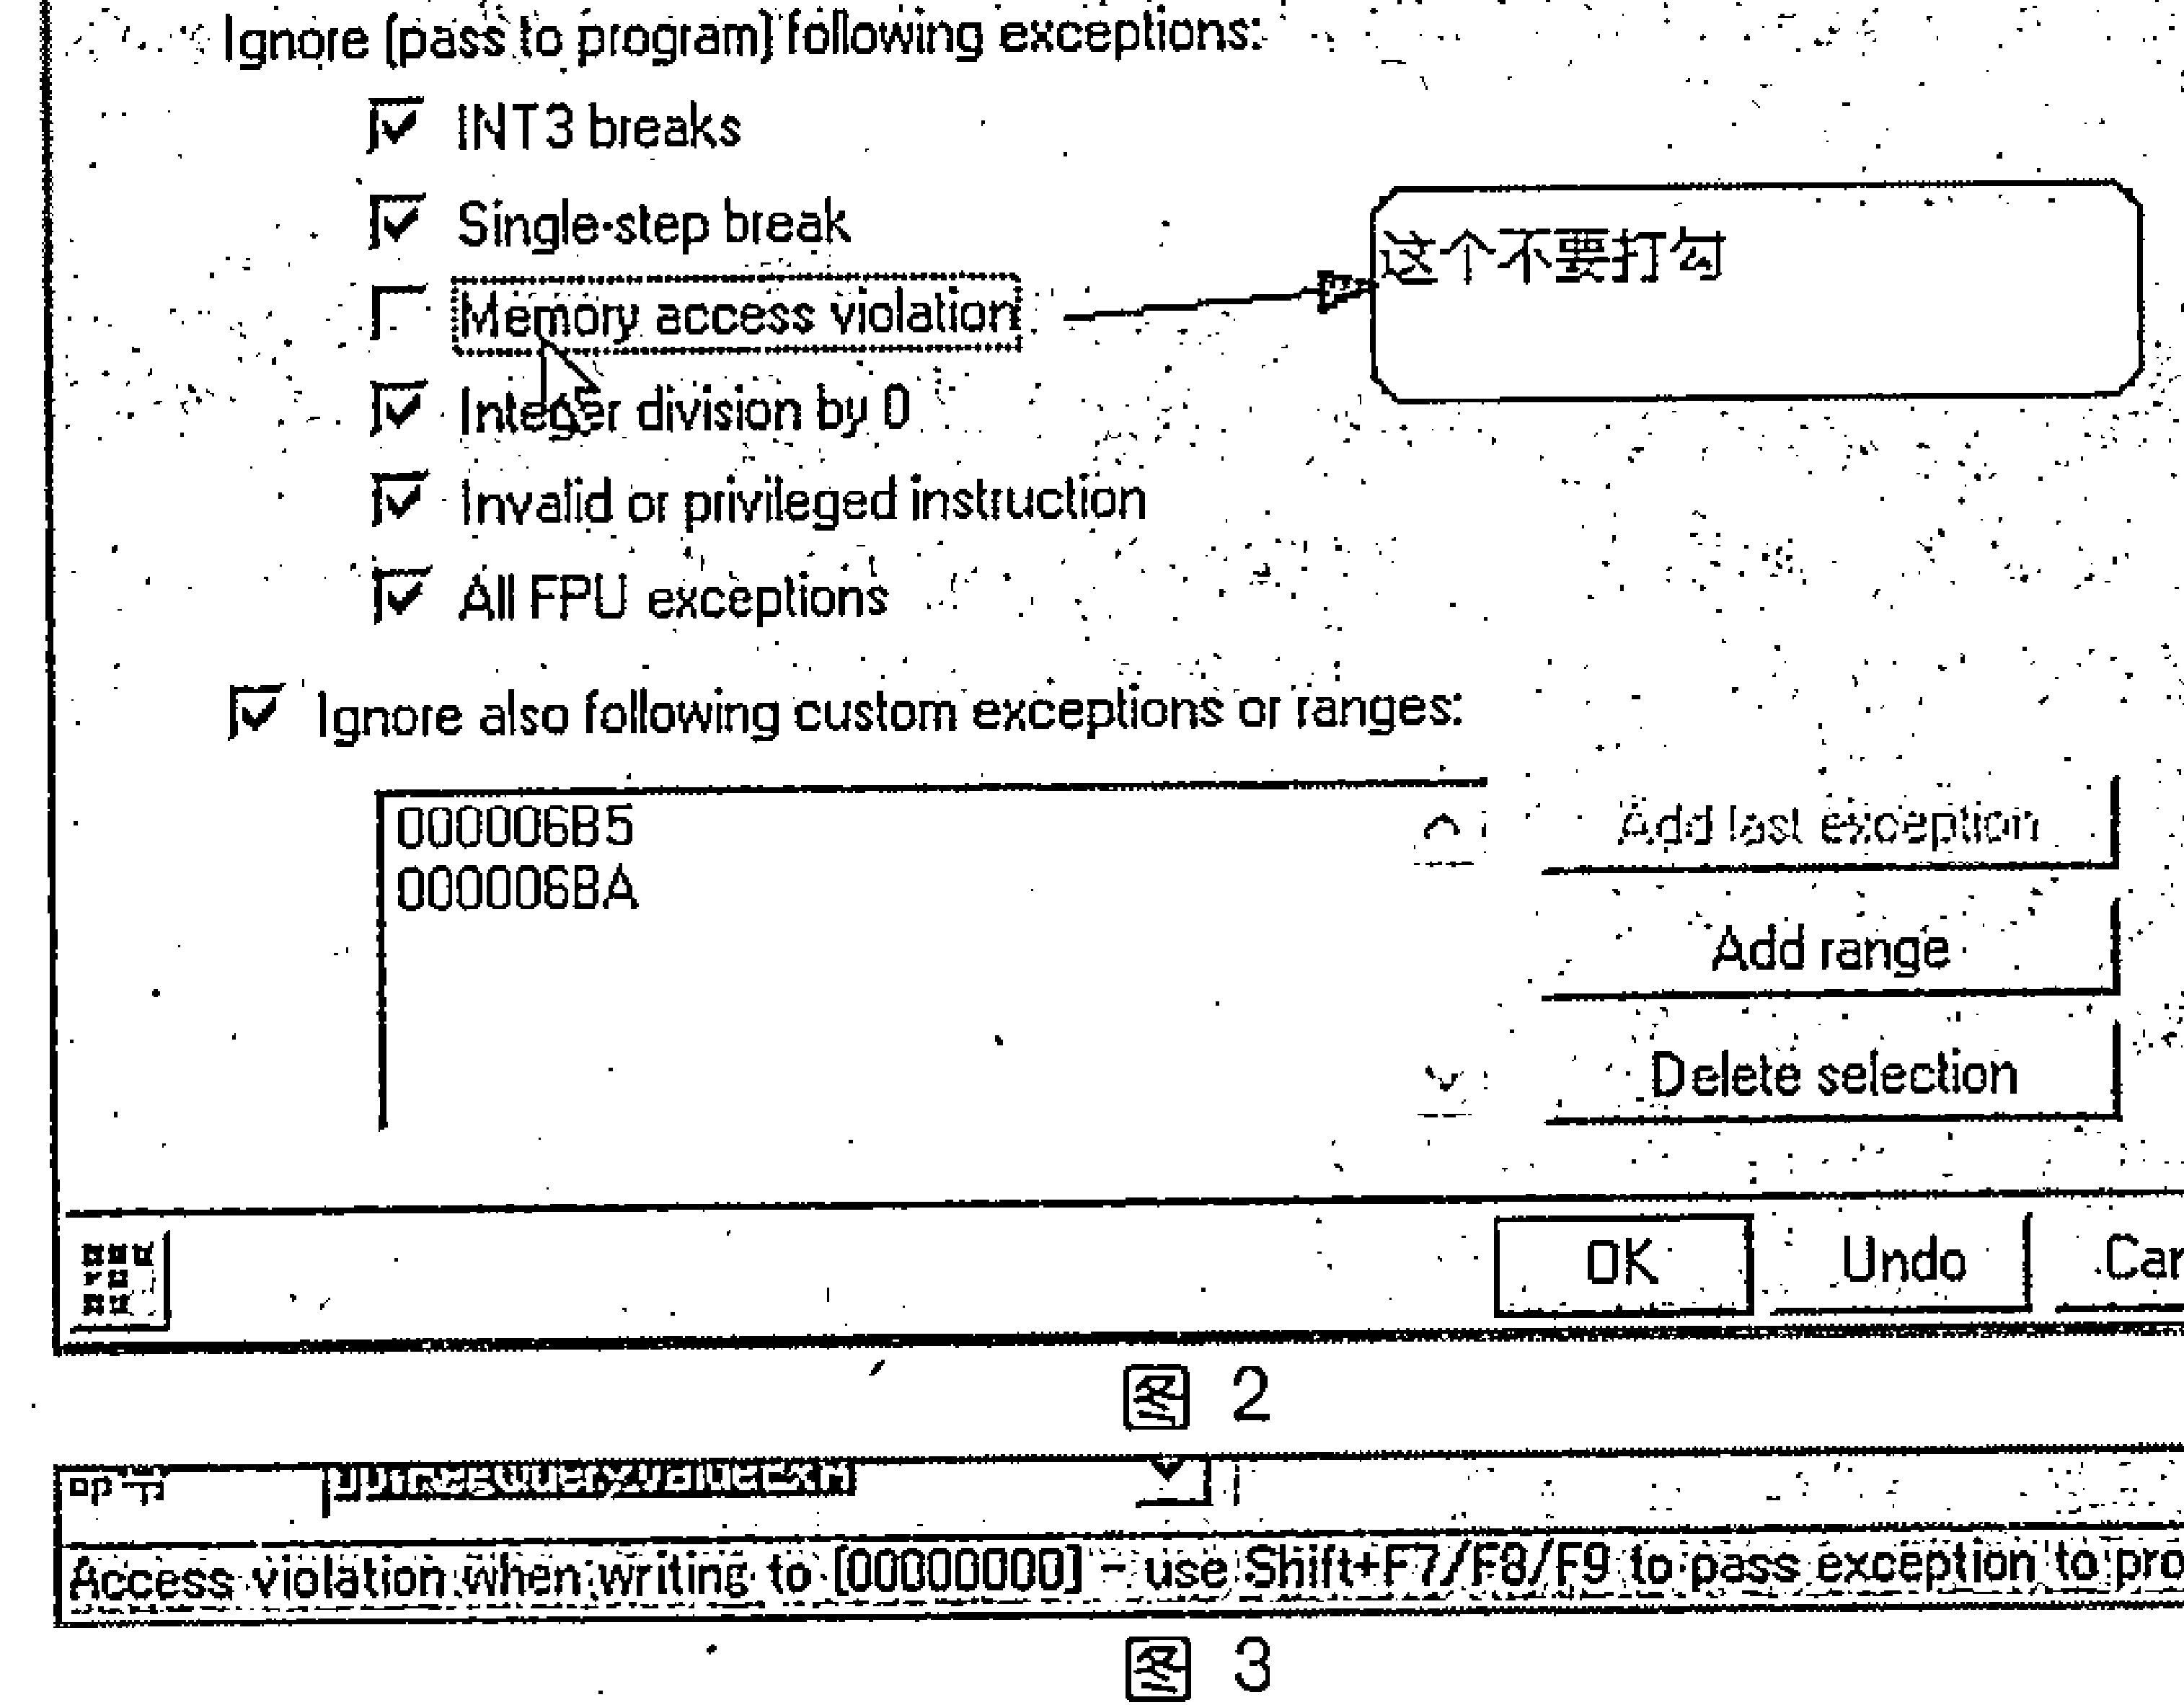 Ignore (pass to program) following exceptions:
INT3 breaks
Single-step break
Memory access violation
这个不要打勾
Integer division by 0
Invalid or privileged instruction
All FPU exceptions
Ignore also following custom exceptions or ranges:
000006B5
000006BA
Add last exception
Add range
Delete selection
OK
Undo
图 2
Access violation when writing to [00000000] - use Shift+F7/F8/F9 to pass exception to
图 3